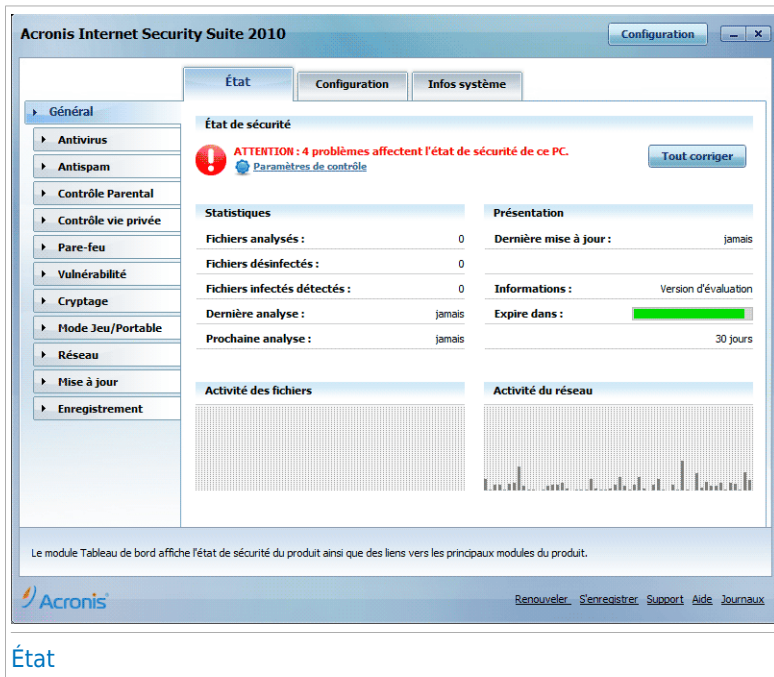 Acronis Internet Security Suite 2010
Configuration
État
Configuration
Infos système
Général
Antivirus
Antispam
Contrôle Parental
Contrôle vie privée
Pare-feu
Vulnérabilité
Cryptage
Mode Jeu/Portable
Réseau
Mise à jour
Enregistrement
État de sécurité
ATTENTION : 4 problèmes affectent l'état de sécurité de ce PC.
Paramètres de contrôle
Tout corriger
Statistiques
Fichiers analysés : 0
Fichiers désinfectés : 0
Fichiers infectés détectés : 0
Dernière analyse : jamais
Prochaine analyse : jamais
Présentation
Dernière mise à jour : jamais
Informations : Version d'évaluation
Expire dans :
30 jours
Activité des fichiers
Activité du réseau
Le module Tableau de bord affiche l'état de sécurité du produit ainsi que des liens vers les principaux modules du produit.
Acronis
Renouveler S'enregistrer Support Aide Journaux
État